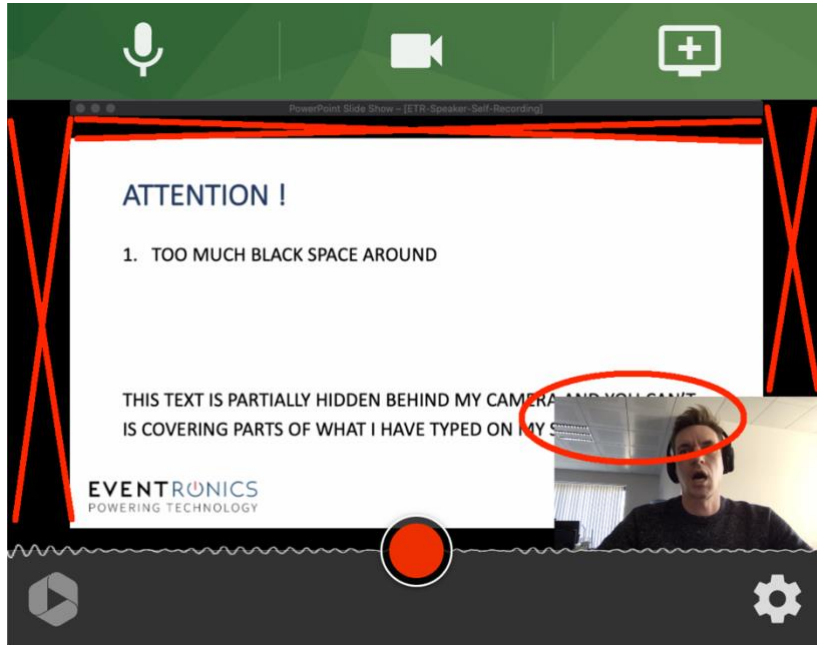 PowerPoint Slide Show – [ETR-Speaker-Self-Recording]
ATTENTION !
1. TOO MUCH BLACK SPACE AROUND
THIS TEXT IS PARTIALLY HIDDEN BEHIND MY CAMERA AND YOU CAN'T
IS COVERING PARTS OF WHAT I HAVE TYPED ON MY
EVENTRONICS
POWERING TECHNOLOGY